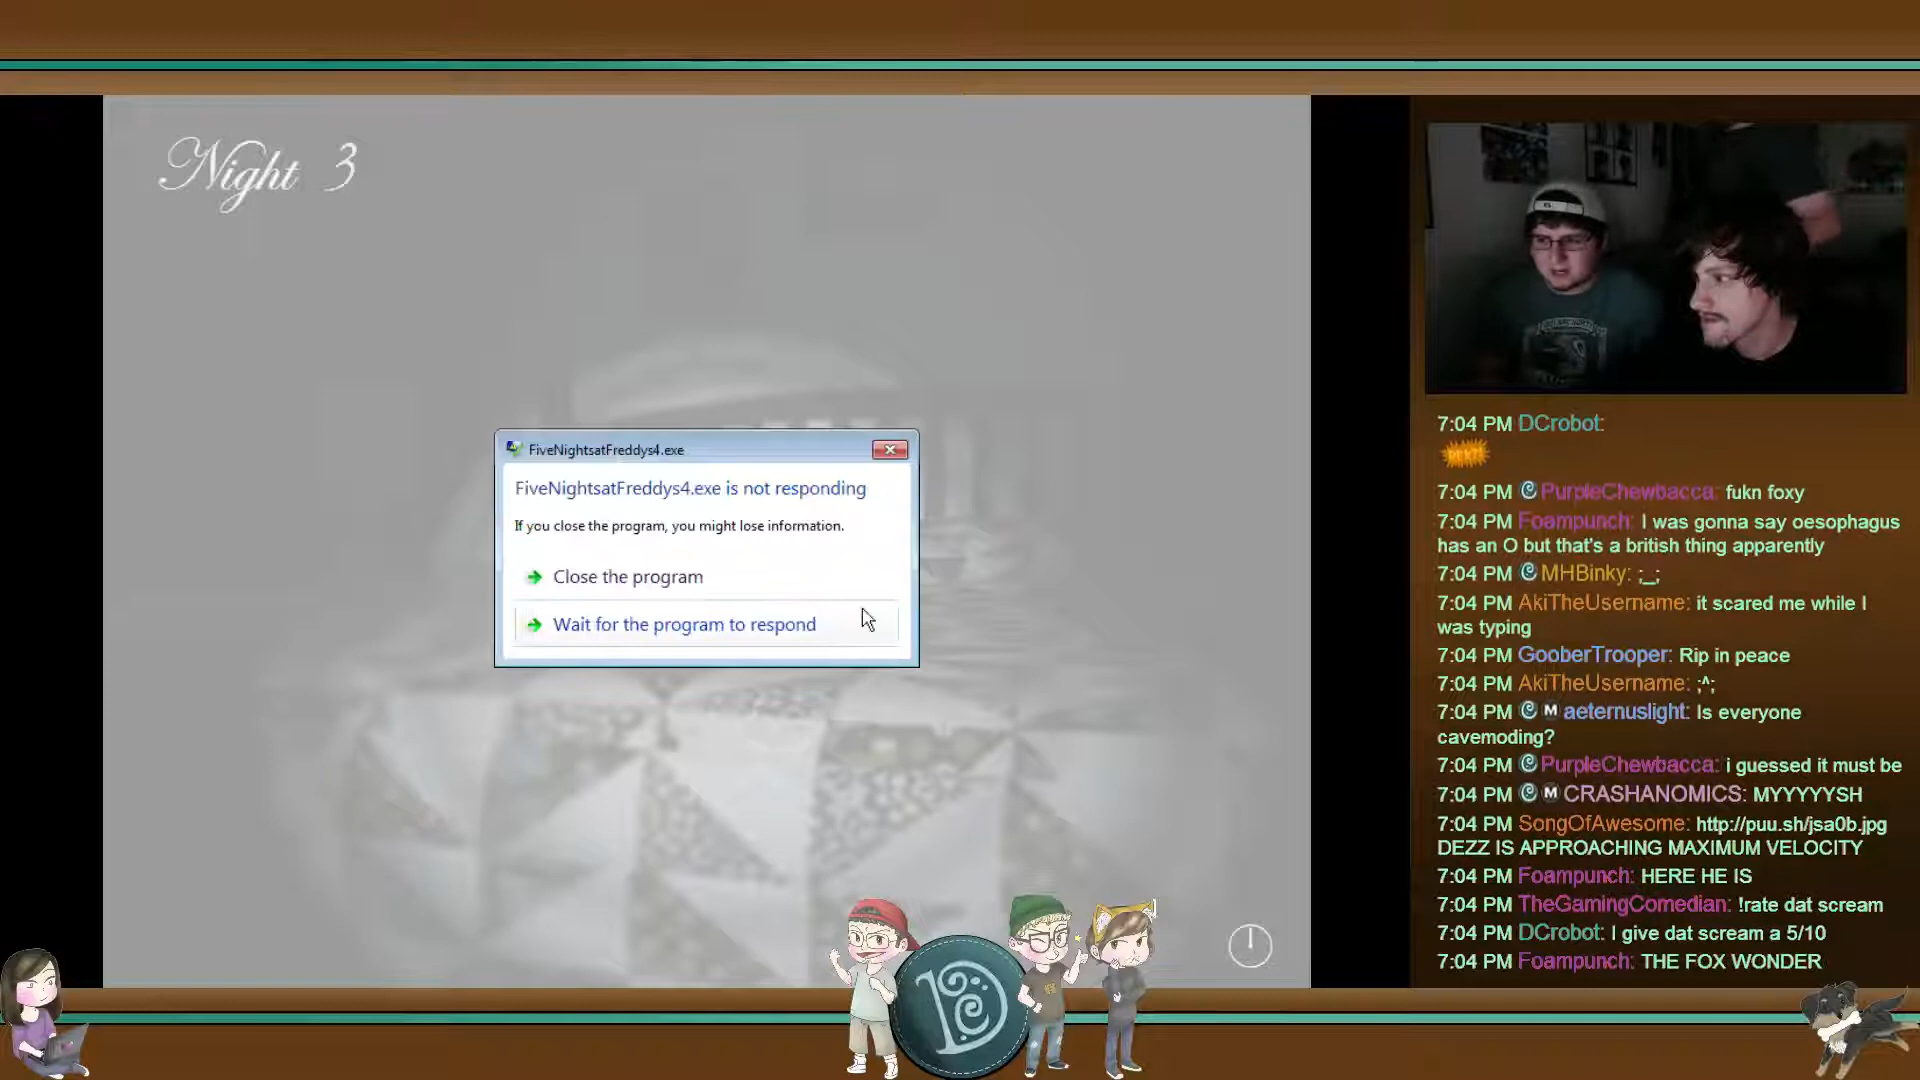 Night 3
FiveNightsatFreddys4.exe
FiveNightsatFreddys4.exe is not responding
If you close the program, you might lose information.
Close the program
Wait for the program to respond
7:04 PM DCrobot:
7:04 PM PurpleChewbacca: fukn foxy
7:04 PM Foampunch: I was gonna say oesophagus
has an O but that's a british thing apparently
7:04 PM MHBinky: ;_;
7:04 PM AkiTheUsername: it scared me while I
was typing
7:04 PM GooberTrooper: Rip in peace
7:04 PM AkiTheUsername: ;^;
7:04 PM M aeternuslight: Is everyone
cavemoding?
7:04 PM PurpleChewbacca: i guessed it must be
7:04 PM M CRASHANOMICS: MYYYYYSH
7:04 PM SongOfAwesome: http://puu.sh/jsa0b.jpg
DEZZ IS APPROACHING MAXIMUM VELOCITY
7:04 PM Foampunch: HERE HE IS
7:04 PM TheGamingComedian: !rate dat scream
7:04 PM DCrobot: I give dat scream a 5/10
7:04 PM Foampunch: THE FOX WONDER